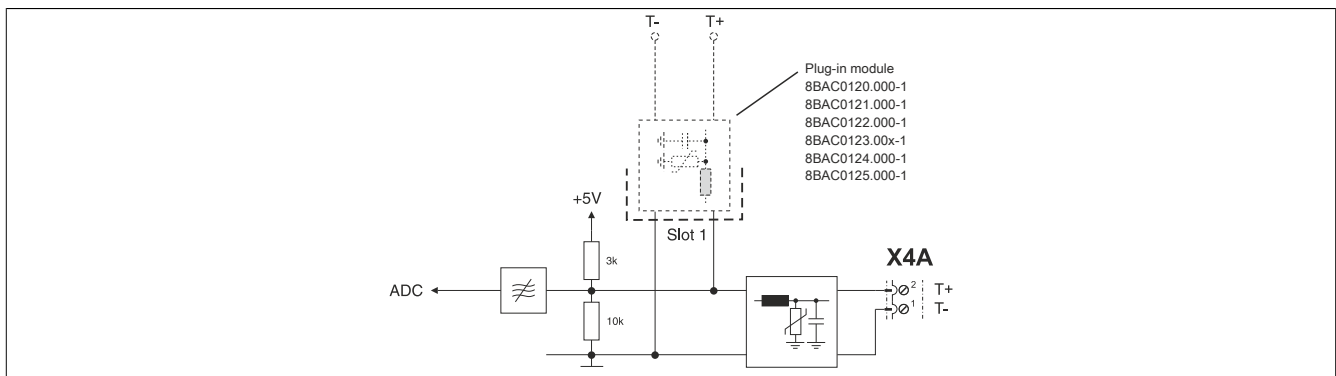 T- T+
Plug-in module
8BAC0120.000-1
8BAC0121.000-1
8BAC0122.000-1
8BAC0123.00x-1
8BAC0124.000-1
8BAC0125.000-1
+5V
Slot 1
3k
X4A
ADC
2 T+
1 T-
10k